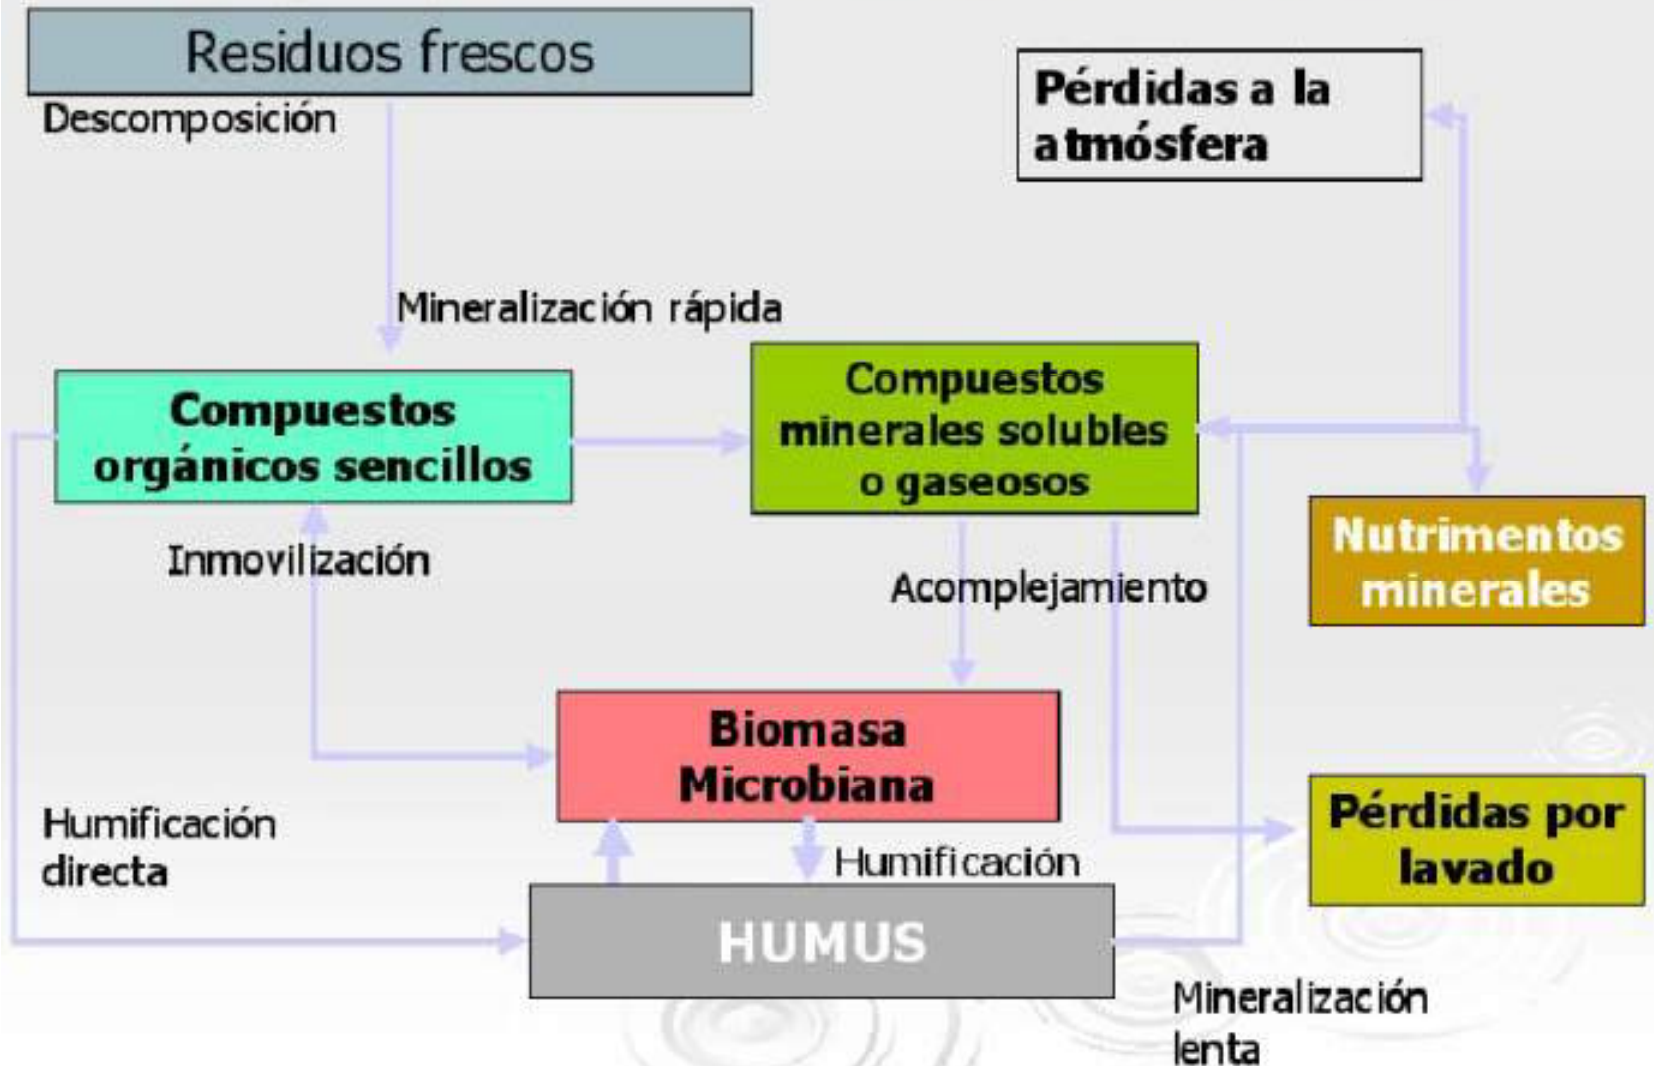 Residuos frescos
Descomposición
Pérdidas a la
atmósfera
Mineralización rápida
Compuestos
orgánicos sencillos
Compuestos
minerales solubles
o gaseosos
Inmovilización
Acomplejamiento
Nutrimentos
minerales
Biomasa
Microbiana
Humificación
directa
Humificación
Pérdidas por
lavado
HUMUS
Mineralización
lenta